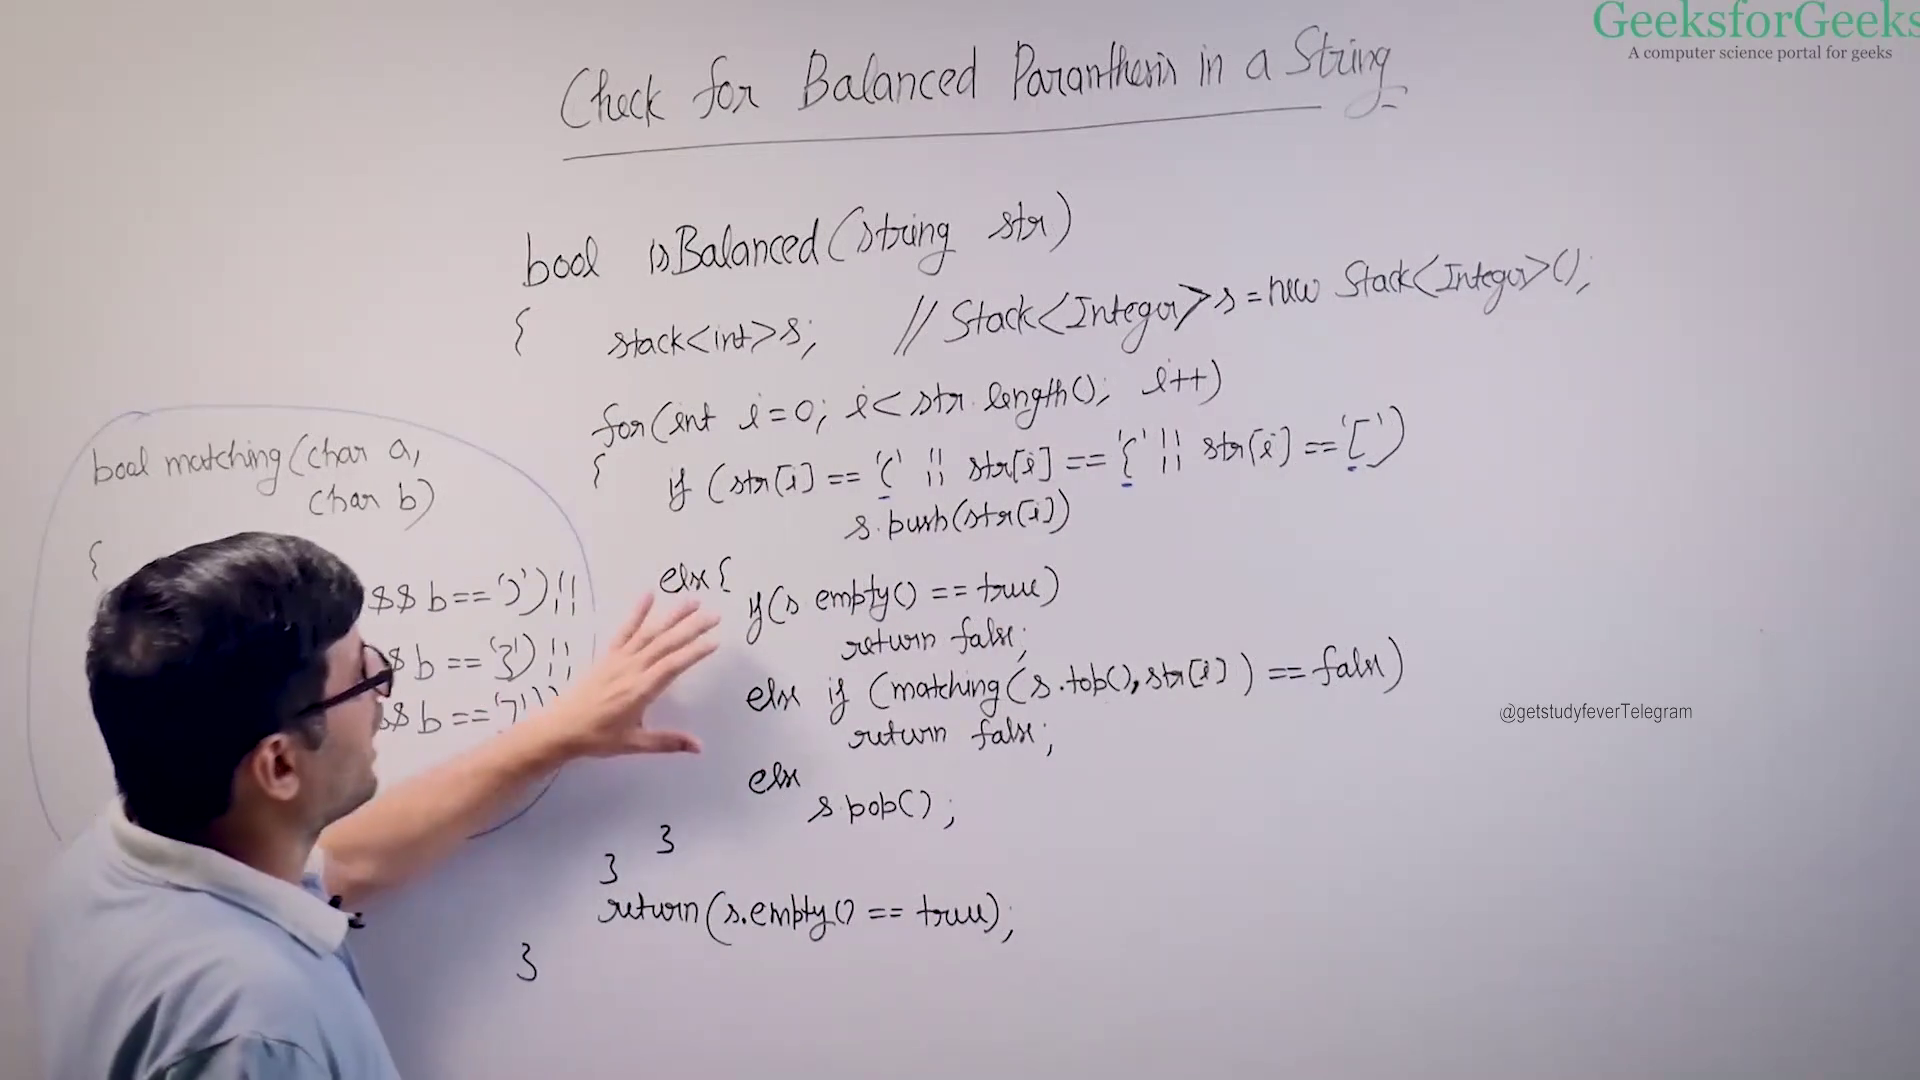 GeeksforGeeks
A computer science portal for geeks
Check for Balanced Paranthesis in a String
bool isBalanced(string str)
{ stack<int>s; // Stack<Integer> s = new Stack<Integer>();
for(int i=0; i<str.length(); i++)
{ if (str[i] == '(' || str[i] == '{' || str[i] == '[')
s.push(str[i])
else{
if(s.empty() == true)
return false;
else if (matching(s.top(),str[i]) == false)
return false;
else
s.pop();
}
}
return(s.empty() == true);
}
bool matching(char a,
char b)
{
&& b==')')||
& b=='}')||
&& b==']'))
@getstudyfeverTelegram